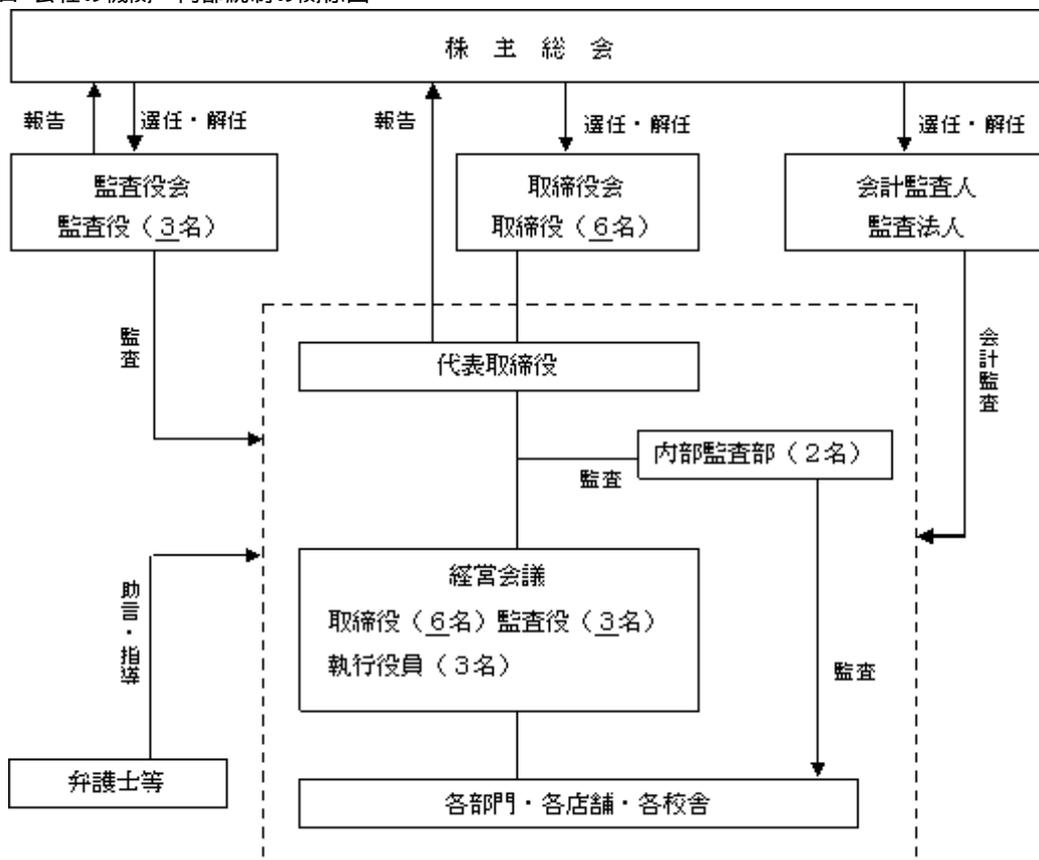 株主総会
報告
選任・解任
報告
選任・解任
選任・解任
監査役会
監査役（3名）
取締役会
取締役（6名）
会計監査人
監査法人
監査
会計監査
代表取締役
内部監査部（2名）
監査
経営会議
取締役（6名）監査役（3名）
執行役員（3名）
助言・指導
監査
弁護士等
各部門・各店舗・各校舎